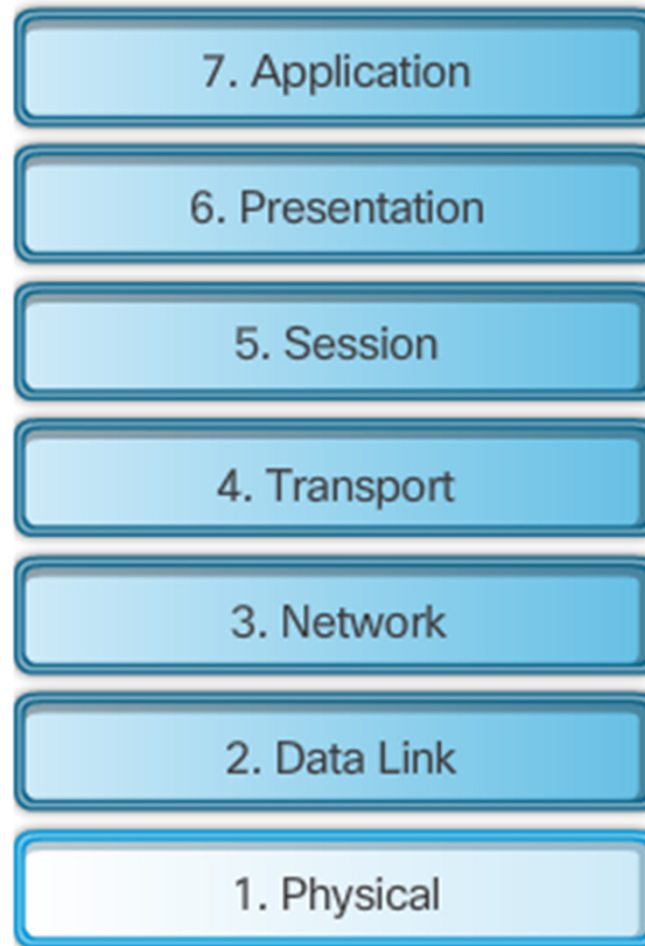 7. Application
6. Presentation
5. Session
4. Transport
3. Network
2. Data Link
1. Physical